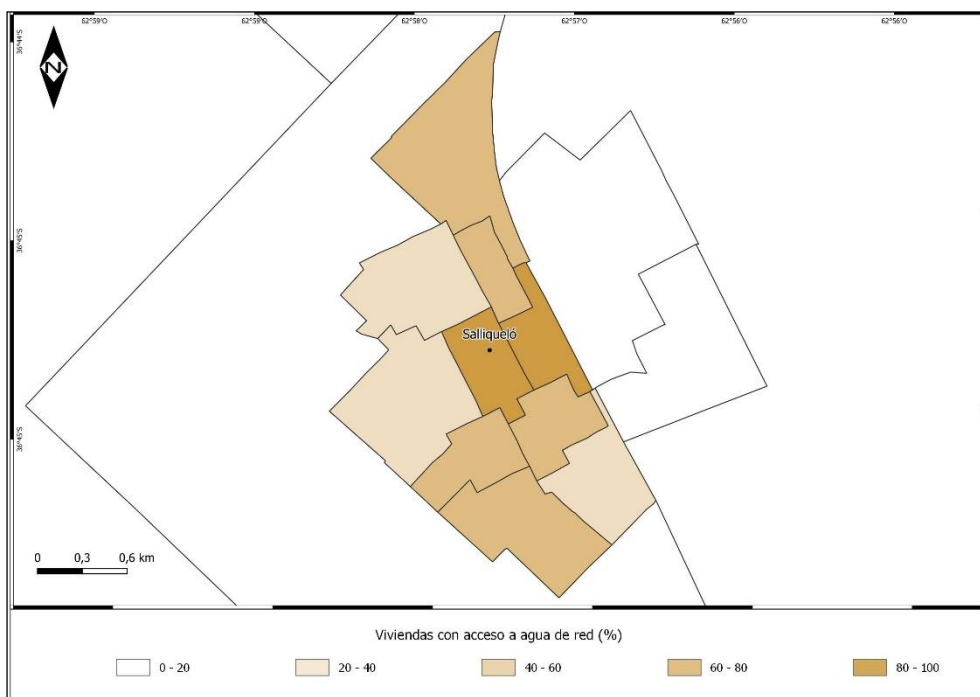 62°59'O 62°59'O 62°58'O 62°57'O 62°56'O 62°56'O
36°44'S
N
36°45'S
Salliqueló
36°45'S
0 0,3 0,6 km
Viviendas con acceso a agua de red (%)
0 - 20 20 - 40 40 - 60 60 - 80 80 - 100